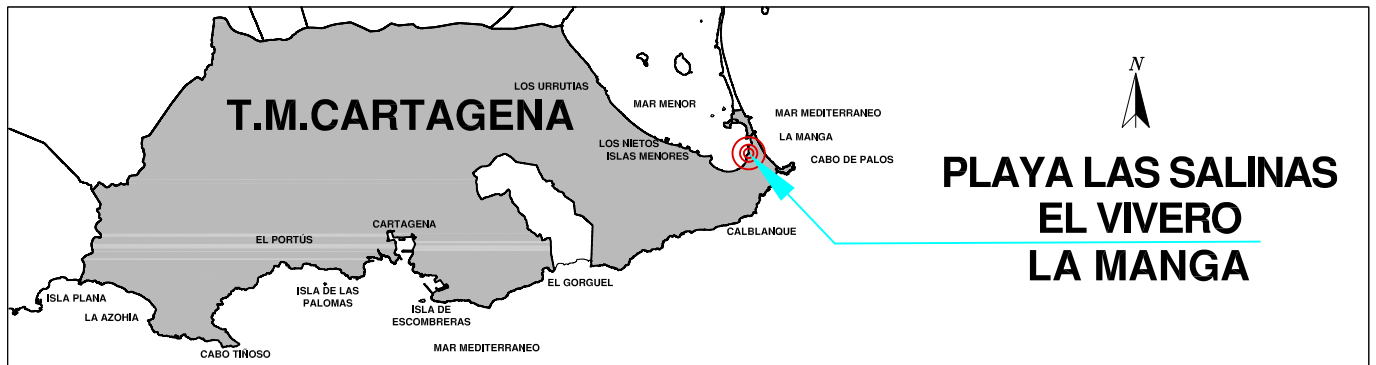 LOS URRUTIAS
T.M.CARTAGENA
MAR MENOR
MAR MEDITERRANEO
LA MANGA
LOS NIETOS
ISLAS MENORES
CABO DE PALOS
N
PLAYA LAS SALINAS
EL VIVERO
LA MANGA
CARTAGENA
EL PORTÚS
CALBLANQUE
EL GORGUEL
ISLA PLANA
LA AZOHÍA
ISLA DE LAS
PALOMAS
ISLA DE
ESCOMBRERAS
CABO TIÑOSO
MAR MEDITERRANEO